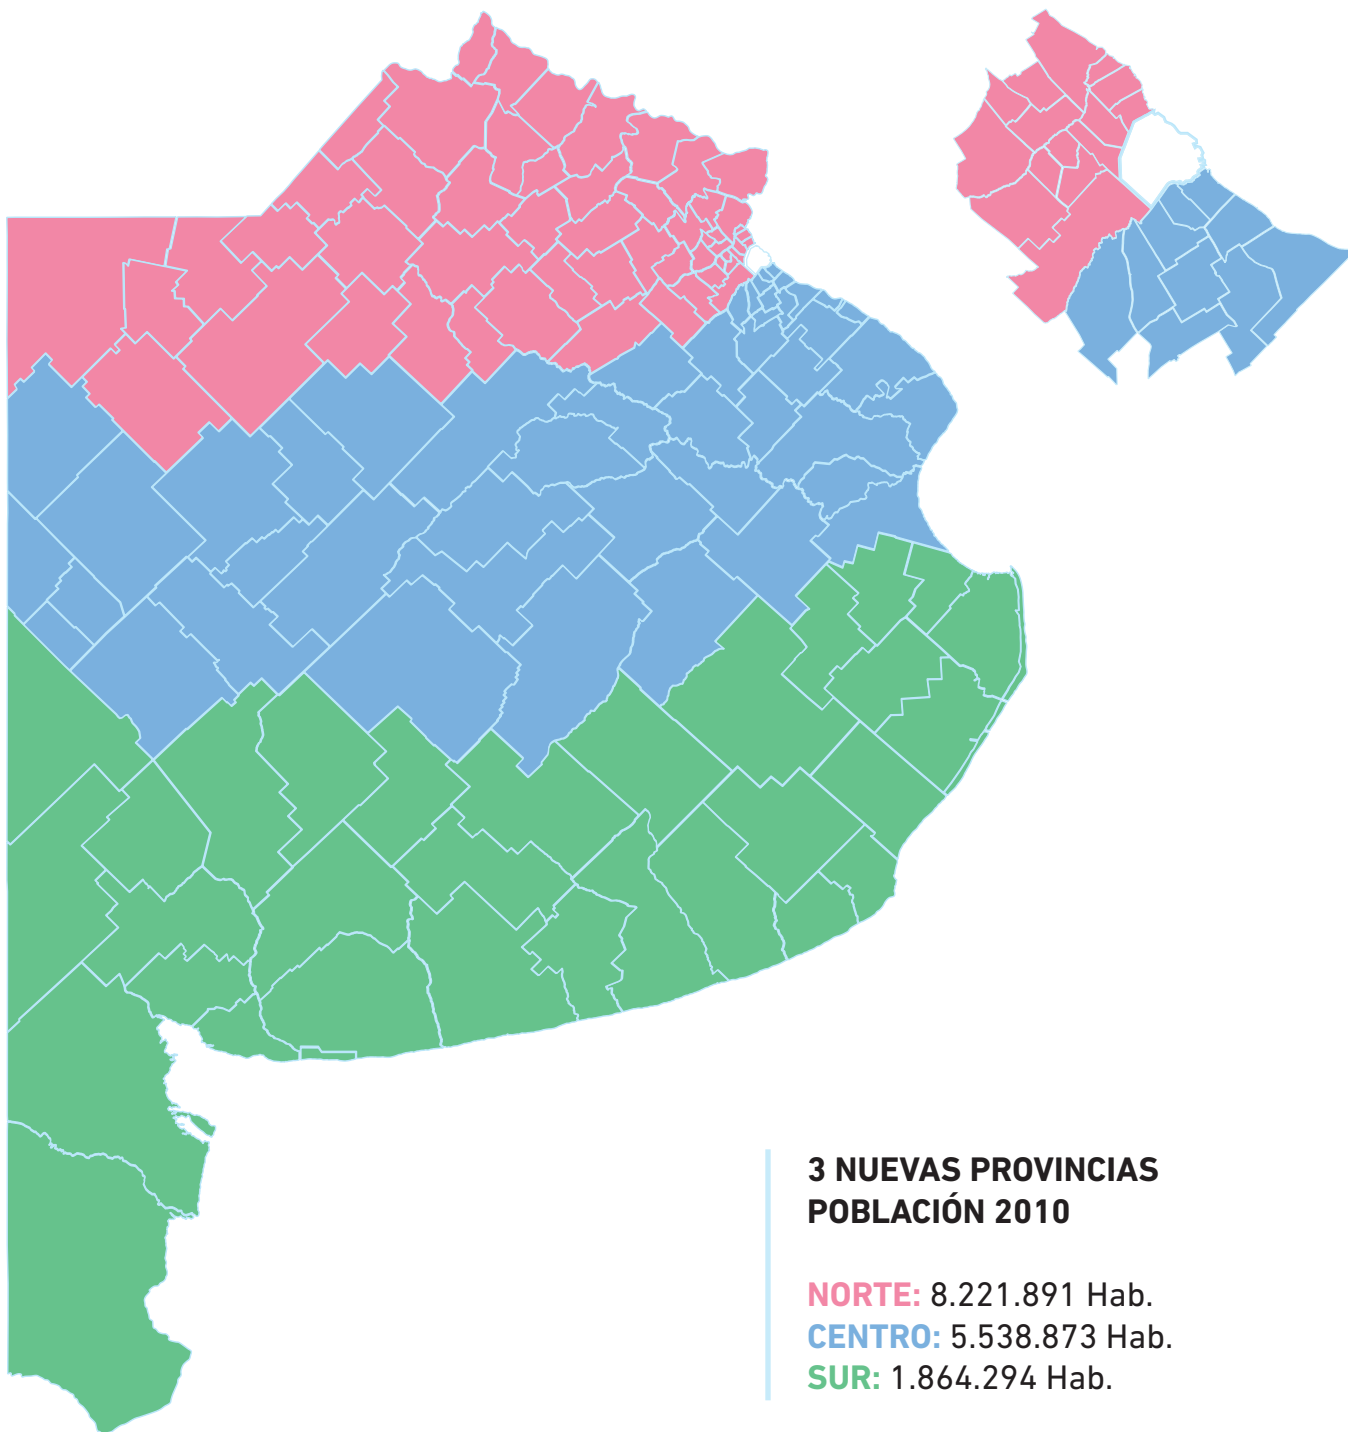 3 NUEVAS PROVINCIAS
POBLACIÓN 2010
NORTE: 8.221.891 Hab.
CENTRO: 5.538.873 Hab.
SUR: 1.864.294 Hab.